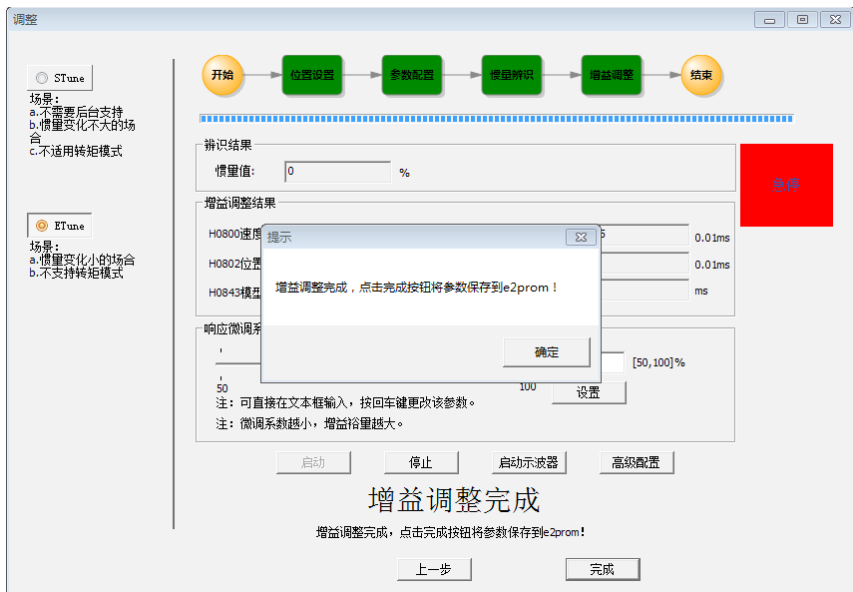 调整
开始
位置设置
参数配置
惯量辨识
增益调整
结束
STune
场景：
a.不需要后台支持
b.惯量变化不大的场
合
c.不适用转矩模式
ETune
场景：
a.惯量变化小的场合
b.不支持转矩模式
辨识结果
惯量值：
0
%
急停
增益调整结果
H0800速度
0.01ms
H0802位置
0.01ms
H0843模型
ms
提示
增益调整完成，点击完成按钮将参数保存到e2prom！
确定
响应微调系
50
100
[50,100]%
设置
注：可直接在文本框输入，按回车键更改该参数。
注：微调系数越小，增益裕量越大。
启动
停止
启动示波器
高级配置
增益调整完成
增益调整完成，点击完成按钮将参数保存到e2prom!
上一步
完成